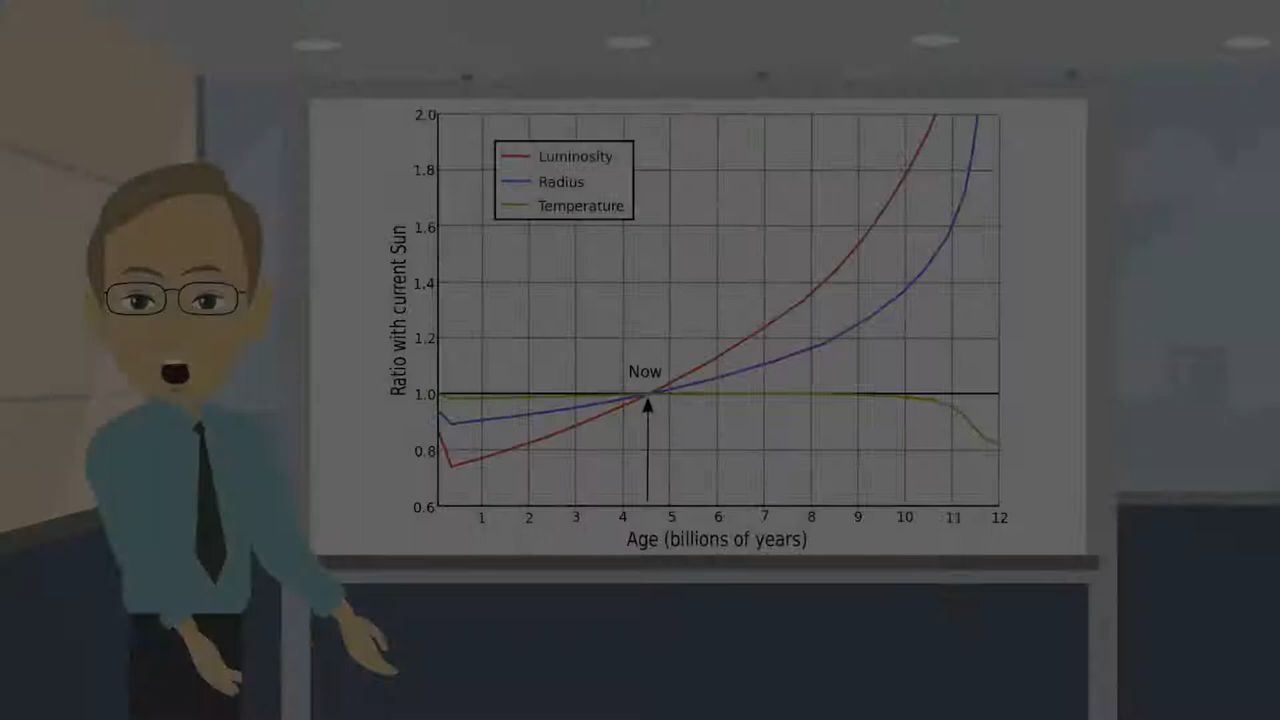 2.0
1.8
1.6
1.4
1.2
1.0
0.8
0.6
Ratio with current Sun
Luminosity
Radius
Temperature
Now
1 2 3 4 5 6 7 8 9 10 11 12
Age (billions of years)